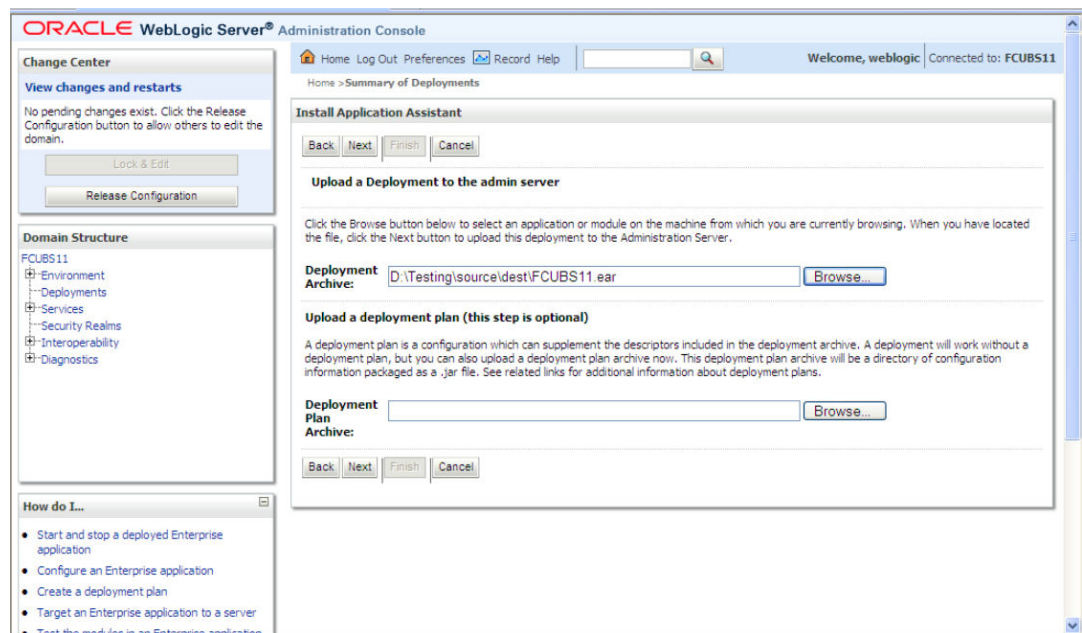 ORACLE WebLogic Server® Administration Console
Change Center
View changes and restarts
No pending changes exist. Click the Release
Configuration button to allow others to edit the
domain.
Lock & Edit
Release Configuration
Domain Structure
FCUBS11
Environment
Deployments
Services
Security Realms
Interoperability
Diagnostics
How do I...
Start and stop a deployed Enterprise
application
Configure an Enterprise application
Create a deployment plan
Target an Enterprise application to a server
Test the modules in an Enterprise application
Home Log Out Preferences Record Help
Welcome, weblogic Connected to: FCUBS11
Home >Summary of Deployments
Install Application Assistant
Back Next Finish Cancel
Upload a Deployment to the admin server
Click the Browse button below to select an application or module on the machine from which you are currently browsing. When you have located
the file, click the Next button to upload this deployment to the Administration Server.
Deployment
Archive:
D:\Testing\source\dest\FCUBS11.ear
Browse...
Upload a deployment plan (this step is optional)
A deployment plan is a configuration which can supplement the descriptors included in the deployment archive. A deployment will work without a
deployment plan, but you can also upload a deployment plan archive now. This deployment plan archive will be a directory of configuration
information packaged as a .jar file. See related links for additional information about deployment plans.
Deployment
Plan
Archive:
Browse...
Back Next Finish Cancel